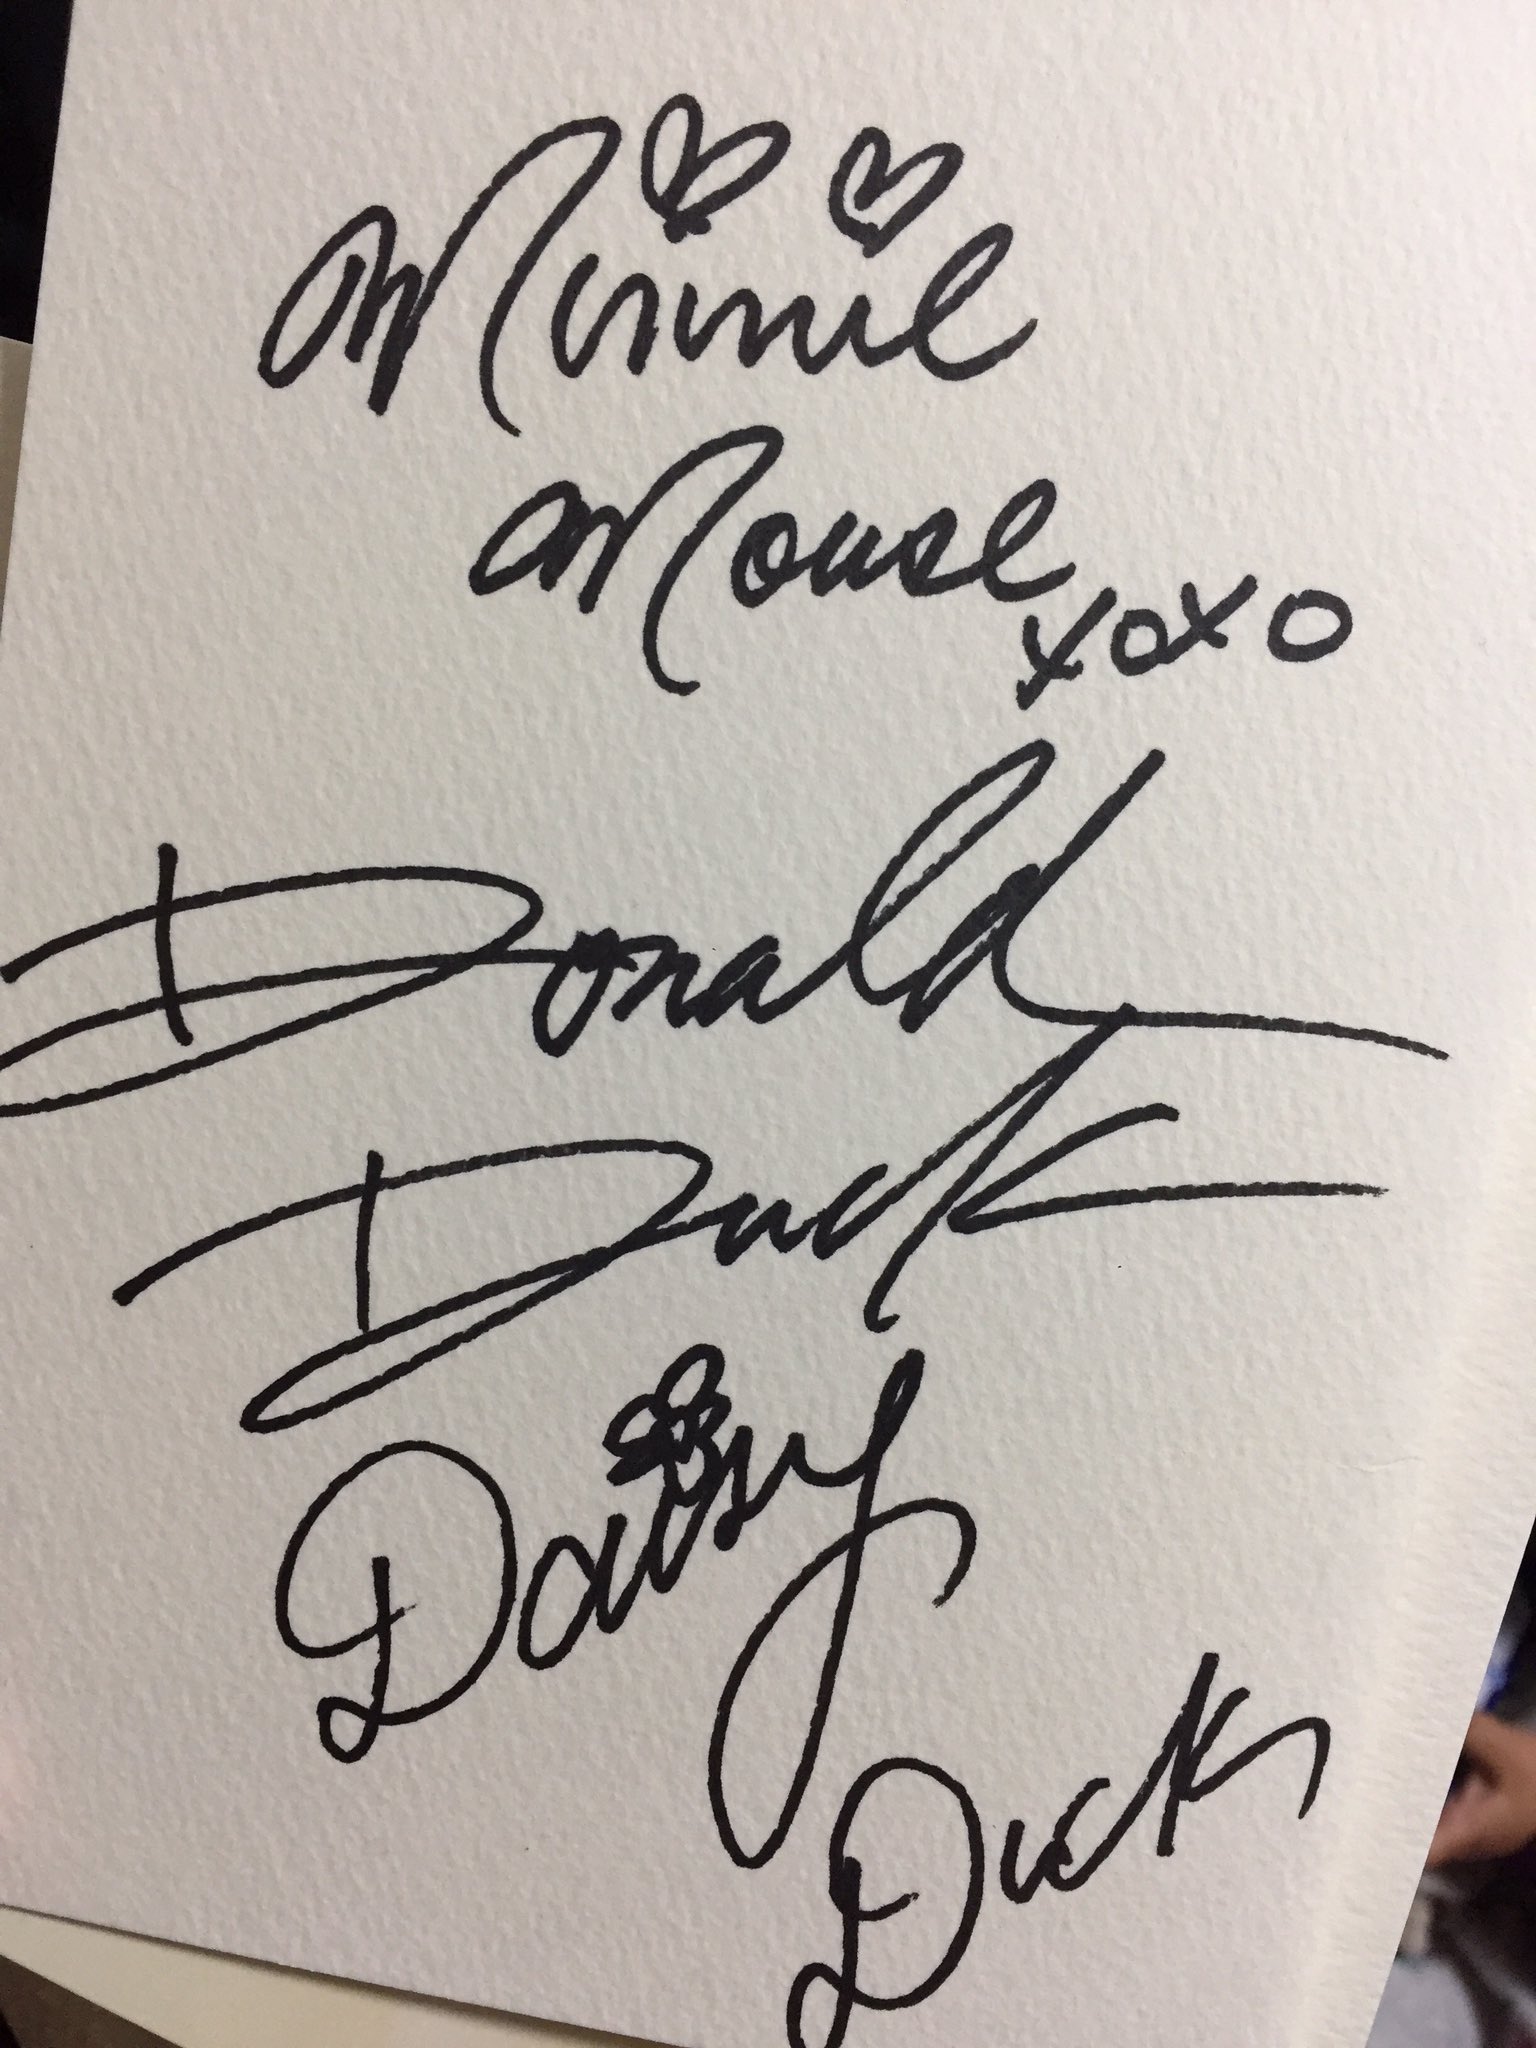 Minnie
Mouse
xoxo
Donald
Duck
Daisy
Duck